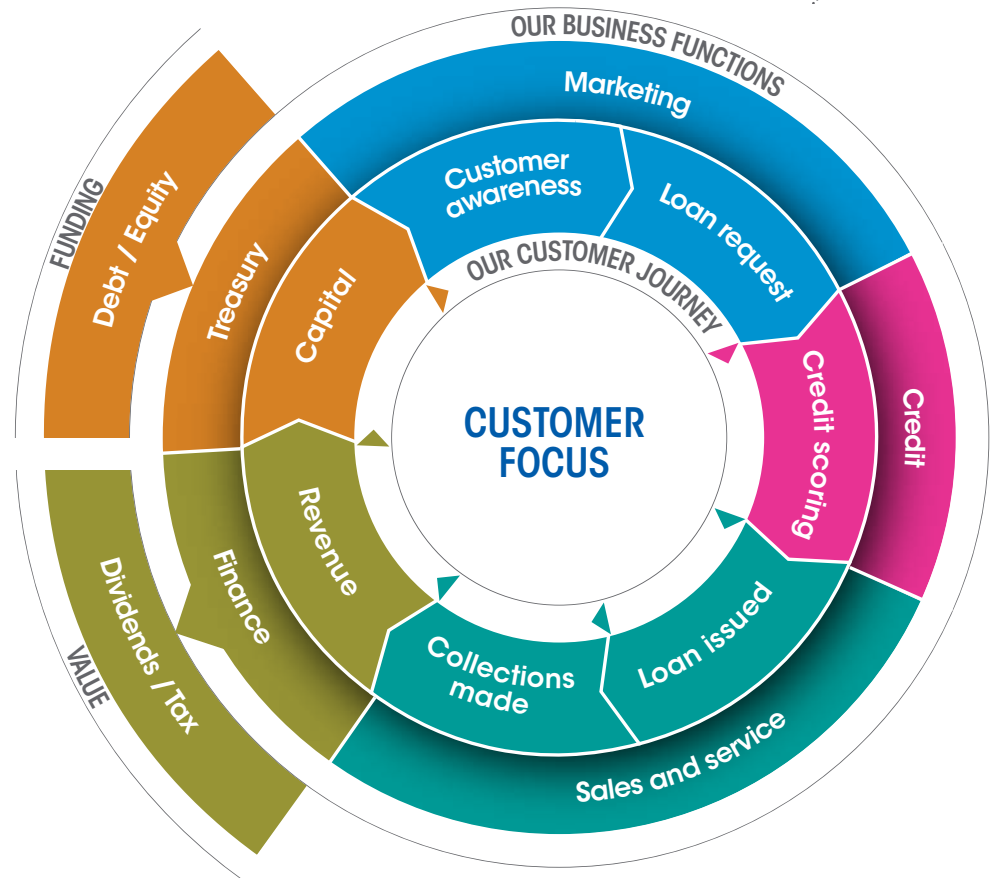 OUR BUSINESS FUNCTIONS
Marketing
Customer
awareness
Loan request
OUR CUSTOMER JOURNEY
FUNDING
Debt / Equity
Treasury
Capital
Credit scoring
Credit
CUSTOMER
FOCUS
Revenue
Finance
Dividends / Tax
VALUE
Collections
made
Loan issued
Sales and service